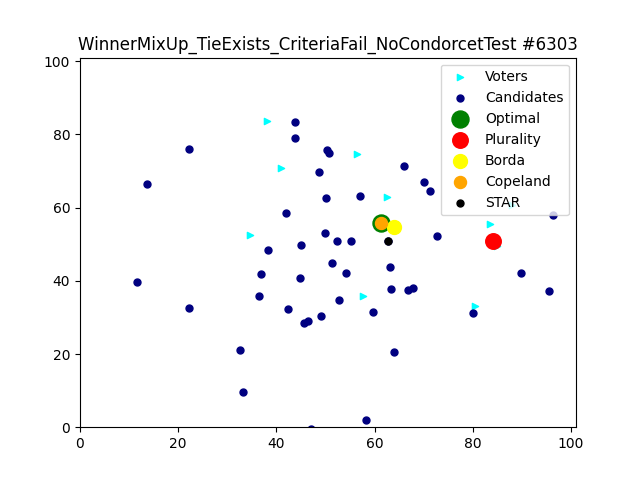 WinnerMixUp_TieExists_CriteriaFail_NoCondorcetTest #6303
100
80
60
40
20
0
0
20
40
60
80
100
Voters
Candidates
Optimal
Plurality
Borda
Copeland
STAR